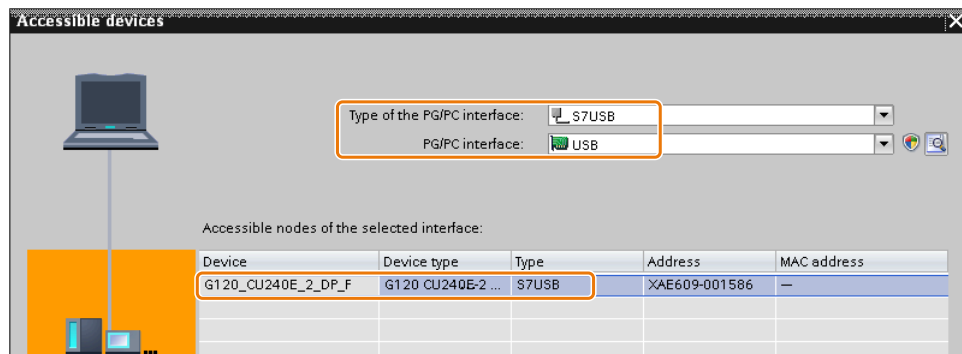 Accessible devices
Type of the PG/PC interface: S7USB
PG/PC interface: USB
Accessible nodes of the selected interface:
Device Device type Type Address MAC address
G120_CU240E_2_DP_F G120 CU240E-2 ... S7USB XAE609-001586 —